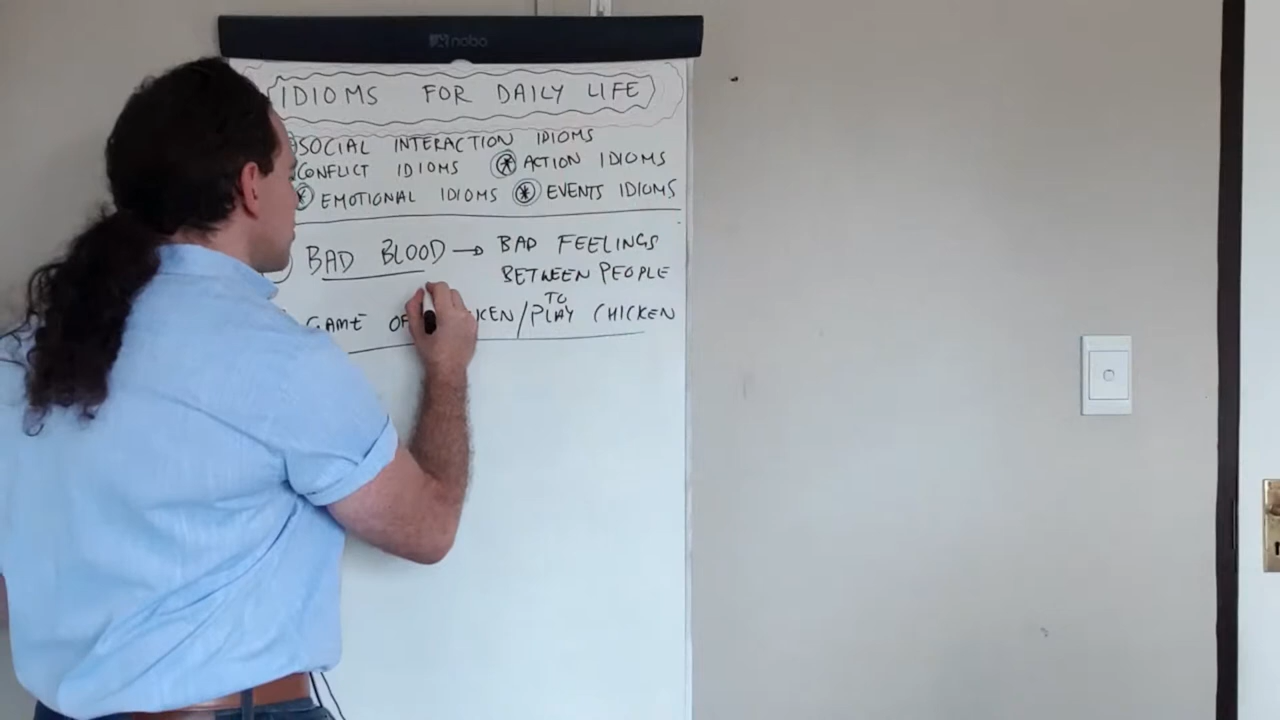 nobo
IDIOMS FOR DAILY LIFE
SOCIAL INTERACTION IDIOMS
CONFLICT IDIOMS * ACTION IDIOMS
* EMOTIONAL IDIOMS * EVENTS IDIOMS
BAD BLOOD → BAD FEELINGS
BETWEEN PEOPLE
TO
GAME OF /PLAY CHICKEN